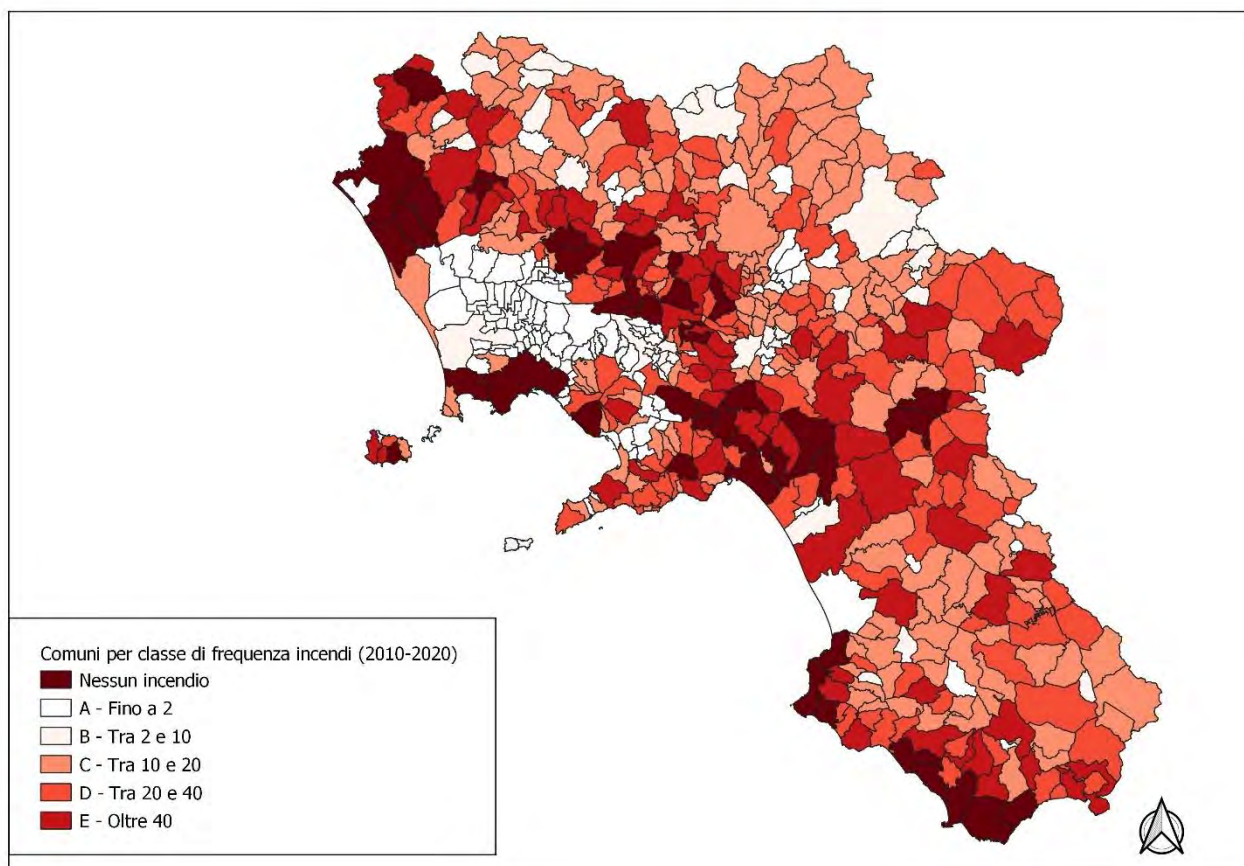 Comuni per classe di frequenza incendi (2010-2020)
Nessun incendio
A - Fino a 2
B - Tra 2 e 10
C - Tra 10 e 20
D - Tra 20 e 40
E - Oltre 40